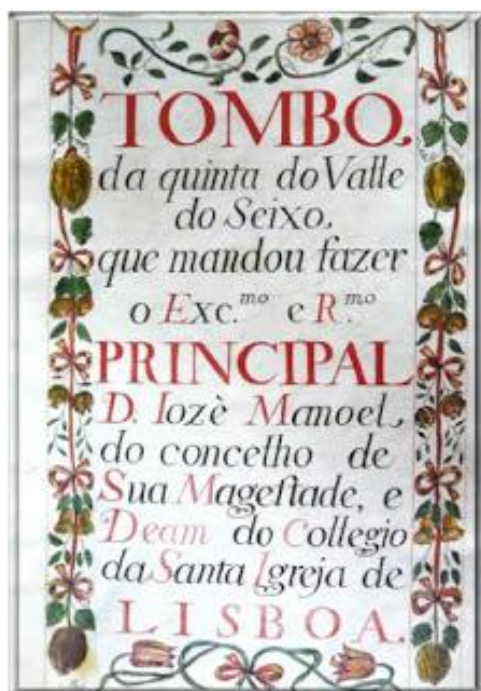 TOMBO,
da quinta do Valle
do Seixo,
que mandou fazer
o Exc.mo e R.mo
PRINCIPAL
D. Iozè Manoel,
do concelho de
Sua Magestade, e
Deam do Collegio
da Santa Igreja de
LISBOA.